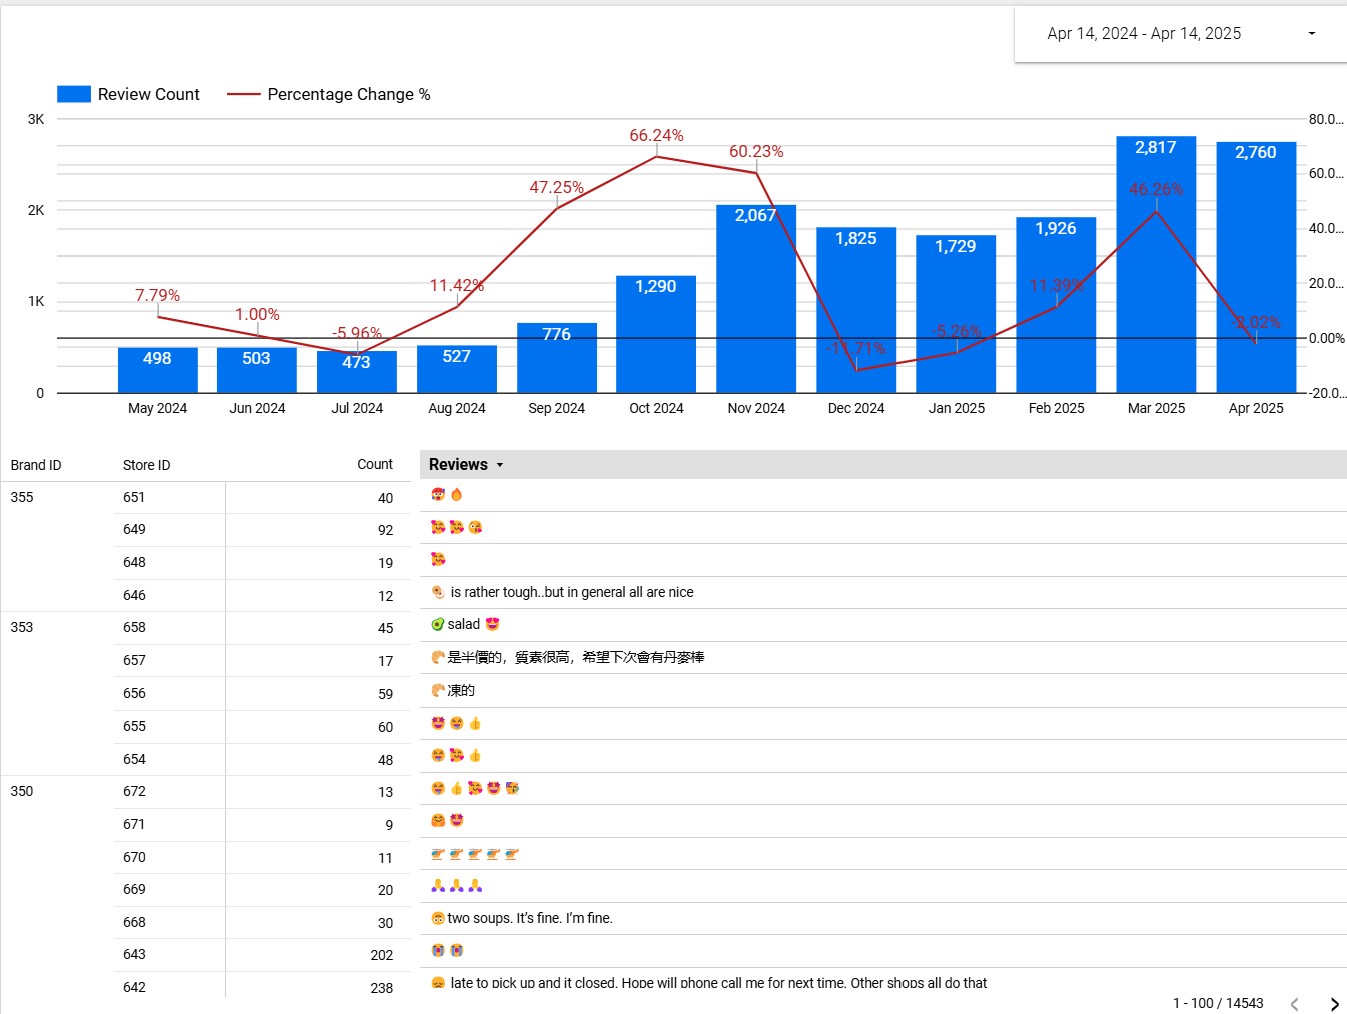 Apr 14, 2024 - Apr 14, 2025
Review Count Percentage Change %
3K
2K
1K
0
80.0...
60.0...
40.0...
20.0...
0.00%
-20.0...
7.79%
1.00%
-5.96%
11.42%
47.25%
66.24%
60.23%
-11.71%
-5.26%
11.39%
46.26%
-2.02%
498
503
473
527
776
1,290
2,067
1,825
1,729
1,926
2,817
2,760
May 2024 Jun 2024 Jul 2024 Aug 2024 Sep 2024 Oct 2024 Nov 2024 Dec 2024 Jan 2025 Feb 2025 Mar 2025 Apr 2025
Brand ID Store ID Count
355 651 40
649 92
648 19
646 12
353 658 45
657 17
656 59
655 60
654 48
350 672 13
671 9
670 11
669 20
668 30
643 202
642 238
Reviews
is rather tough..but in general all are nice
salad
是半價的，質素很高，希望下次會有丹麥棒
凍的
two soups. It's fine. I'm fine.
late to pick up and it closed. Hope will phone call me for next time. Other shops all do that
1 - 100 / 14543